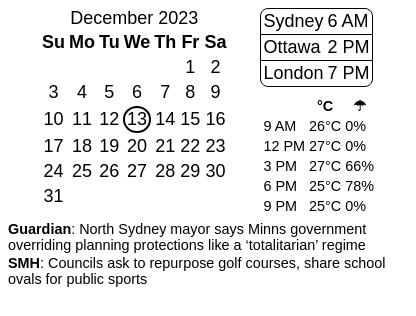 December 2023
Su Mo Tu We Th Fr Sa
1 2
3 4 5 6 7 8 9
10 11 12 13 14 15 16
17 18 19 20 21 22 23
24 25 26 27 28 29 30
31
Sydney 6 AM
Ottawa 2 PM
London 7 PM
°C ☂
9 AM 26°C 0%
12 PM 27°C 0%
3 PM 27°C 66%
6 PM 25°C 78%
9 PM 25°C 0%
Guardian: North Sydney mayor says Minns government
overriding planning protections like a ‘totalitarian’ regime
SMH: Councils ask to repurpose golf courses, share school
ovals for public sports